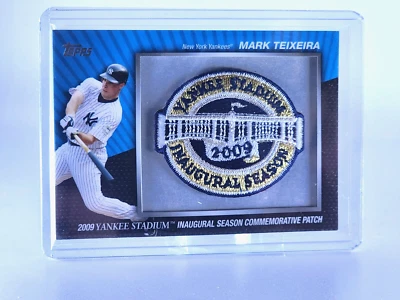 TOPPS
New York Yankees® MARK TEIXEIRA
YANKEE STADIUM
2009
INAUGURAL SEASON
2009 YANKEE STADIUM™ INAUGURAL SEASON COMMEMORATIVE PATCH